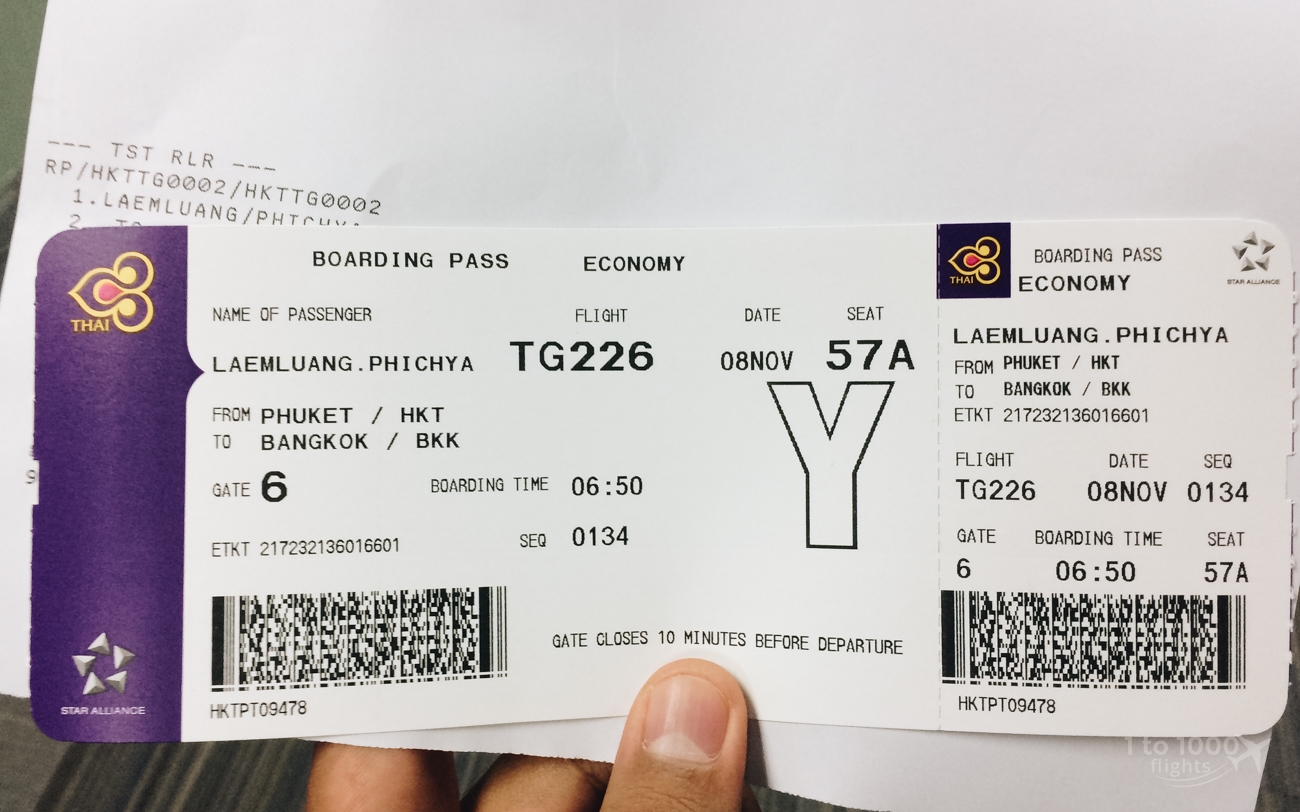 --- TST RLR ---
RP/HKTTG0002/HKTTG0002
1.LAEMLUANG/PHICHYA
2.
9
THAI
STAR ALLIANCE
BOARDING PASS ECONOMY
NAME OF PASSENGER FLIGHT DATE SEAT
LAEMLUANG.PHICHYA TG226 08NOV 57A
Y
FROM PHUKET / HKT
TO BANGKOK / BKK
GATE 6 BOARDING TIME 06:50
ETKT 217232136016601 SEQ 0134
GATE CLOSES 10 MINUTES BEFORE DEPARTURE
HKTPT09478
THAI
BOARDING PASS
ECONOMY
STAR ALLIANCE
LAEMLUANG.PHICHYA
FROM PHUKET / HKT
TO BANGKOK / BKK
ETKT 217232136016601
FLIGHT DATE SEQ
TG226 08NOV 0134
GATE BOARDING TIME SEAT
6 06:50 57A
HKTPT09478
1 to 1000
flights